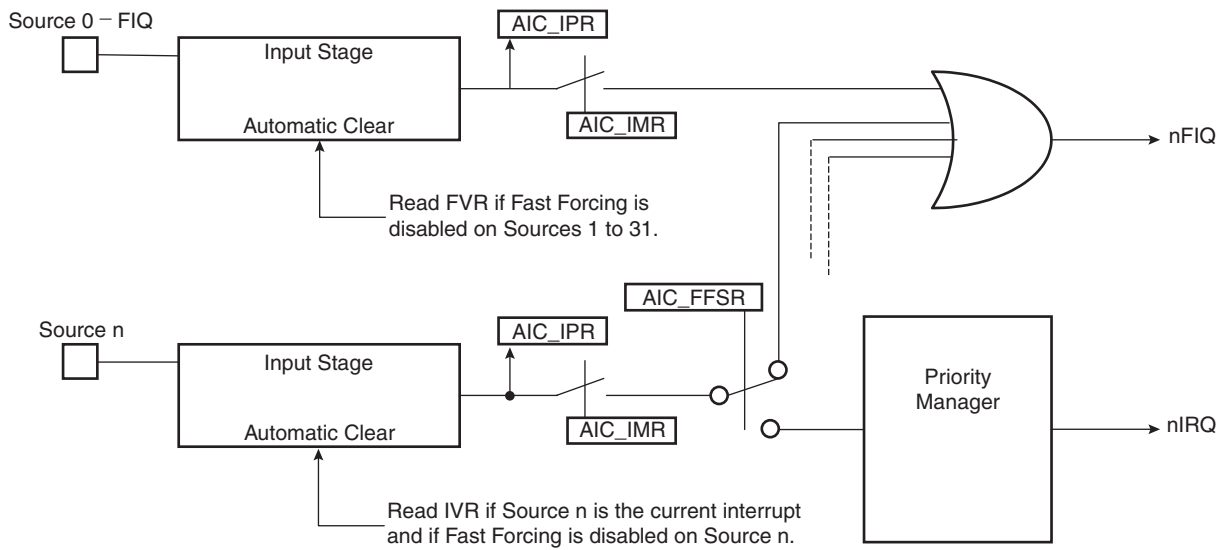 Source 0 – FIQ
AIC_IPR
Input Stage
Automatic Clear
AIC_IMR
nFIQ
Read FVR if Fast Forcing is
disabled on Sources 1 to 31.
AIC_FFSR
Source n
AIC_IPR
Input Stage
Priority
Manager
Automatic Clear
AIC_IMR
nIRQ
Read IVR if Source n is the current interrupt
and if Fast Forcing is disabled on Source n.